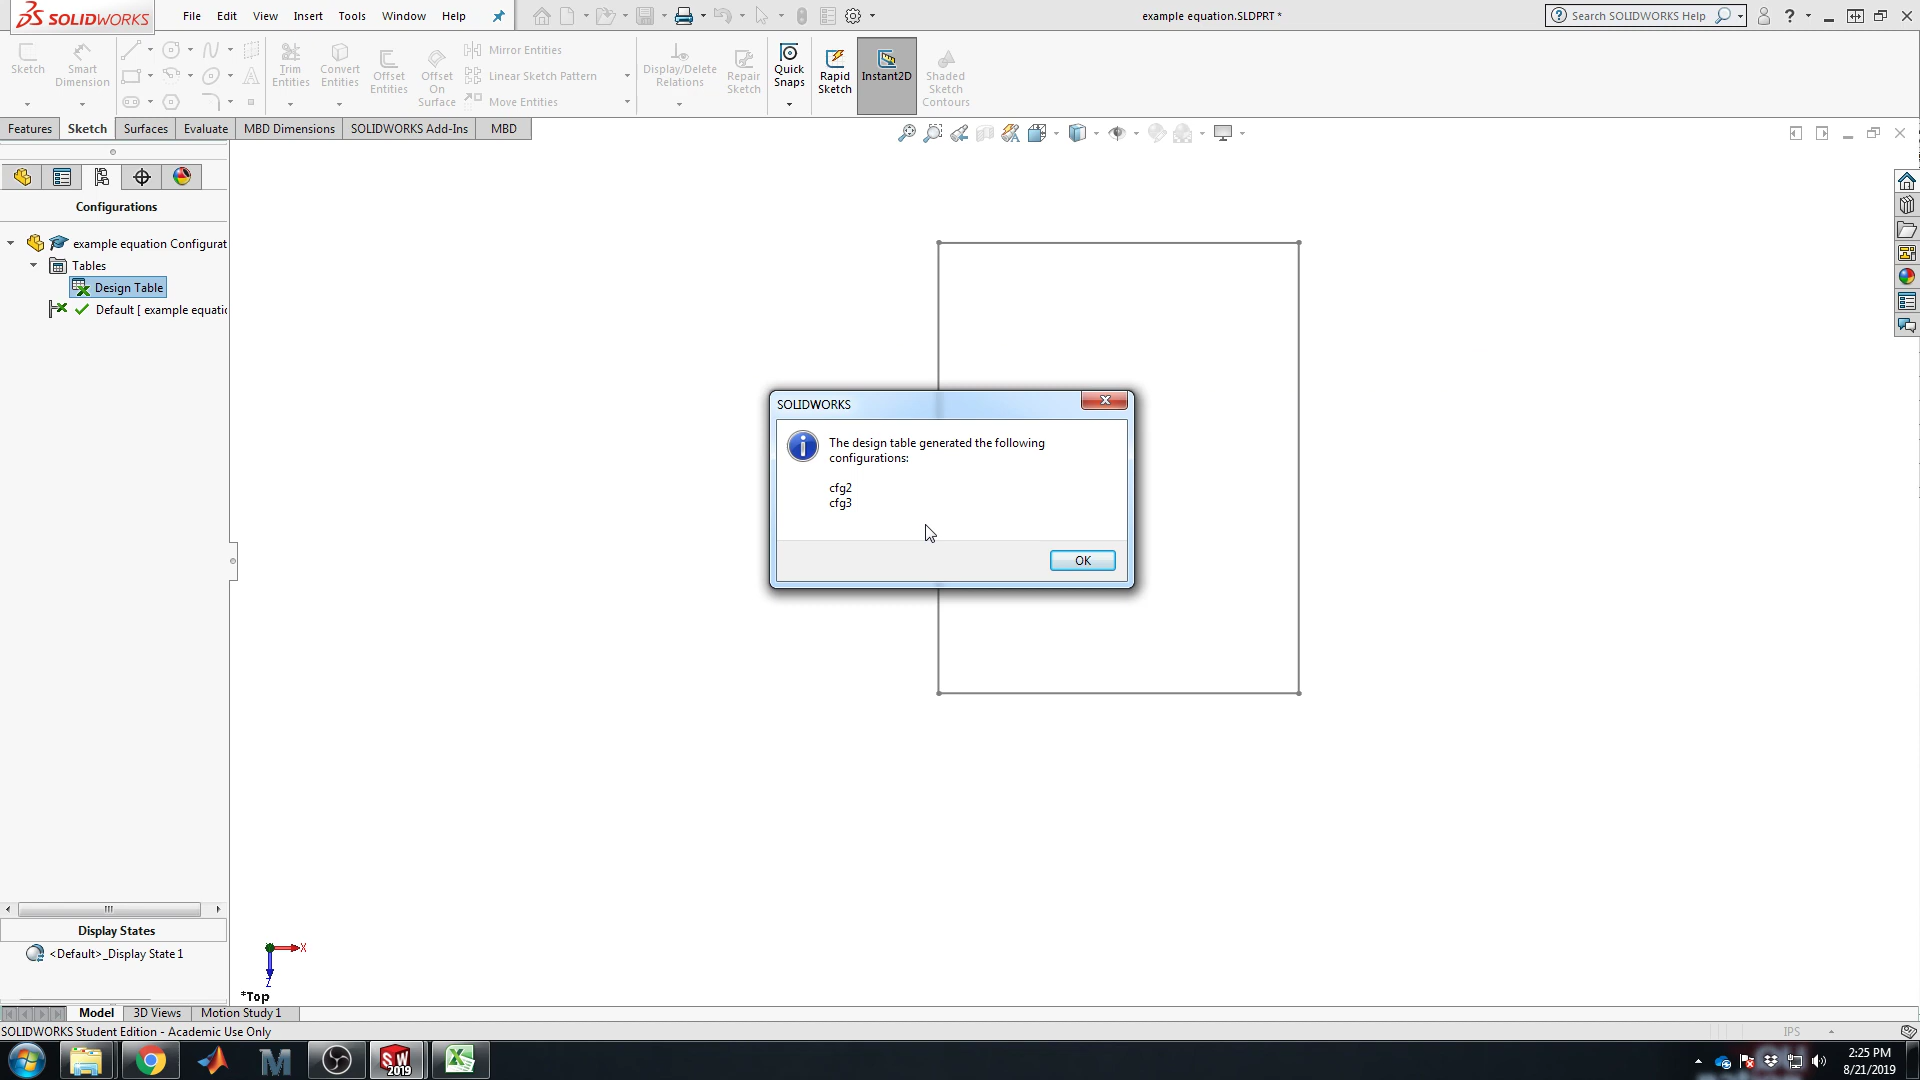 SOLIDWORKS
File Edit View Insert Tools Window Help
example equation.SLDPRT *
Search SOLIDWORKS Help
Sketch
Smart Dimension
Trim Entities
Convert Entities
Offset Entities
Offset On Surface
Mirror Entities
Linear Sketch Pattern
Move Entities
Display/Delete Relations
Repair Sketch
Quick Snaps
Rapid Sketch
Instant2D
Shaded Sketch Contours
Features Sketch Surfaces Evaluate MBD Dimensions SOLIDWORKS Add-Ins MBD
Configurations
example equation Configurat
Tables
Design Table
Default [ example equatio
SOLIDWORKS
The design table generated the following
configurations:
cfg2
cfg3
OK
Display States
<Default>_Display State 1
X
Z
*Top
Model 3D Views Motion Study 1
SOLIDWORKS Student Edition - Academic Use Only
IPS
SW
2019
2:25 PM
8/21/2019